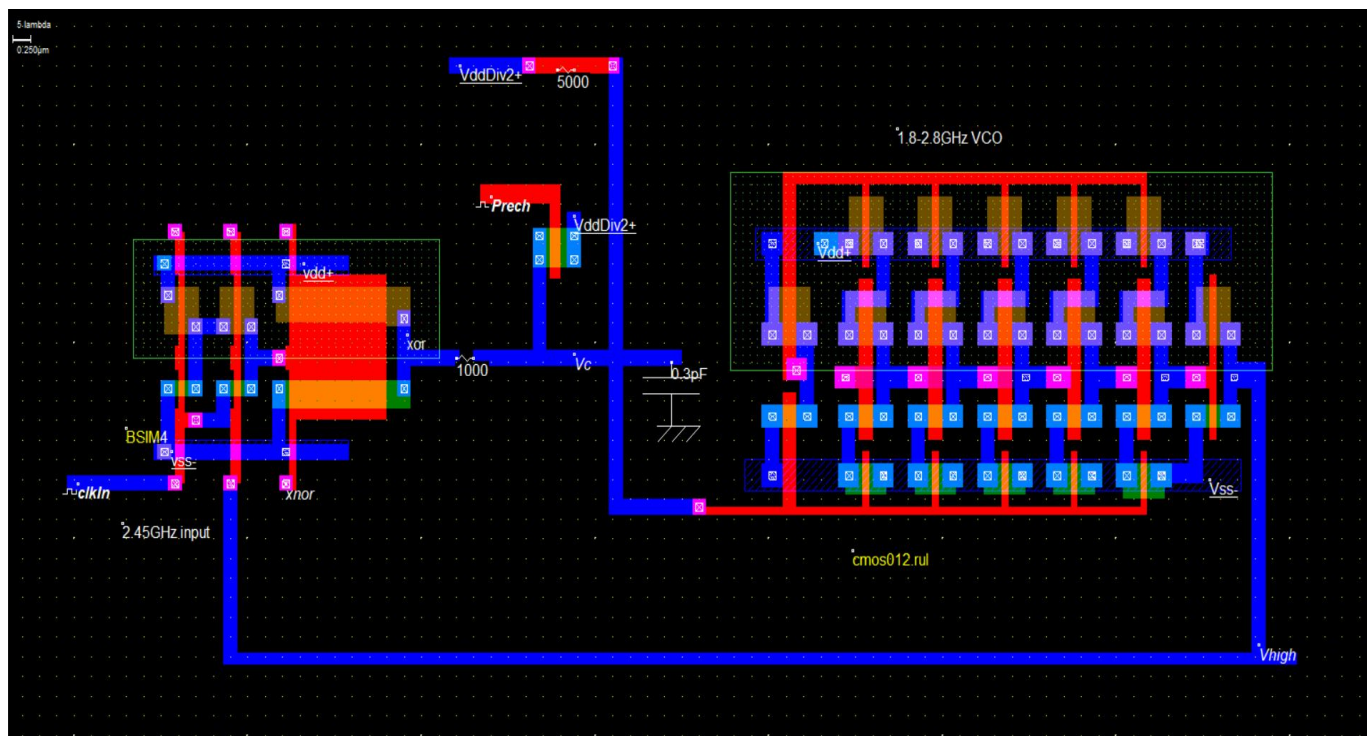 5 lambda
0.250µm
VddDiv2+
5000
1.8-2.8GHz VCO
Prech
VddDiv2+
vdd+
Vdd+
xor
1000
Vc
0.3pF
BSIM4
vss-
clkIn
xnor
Vss-
2.45GHz input
cmos012.rul
Vhigh